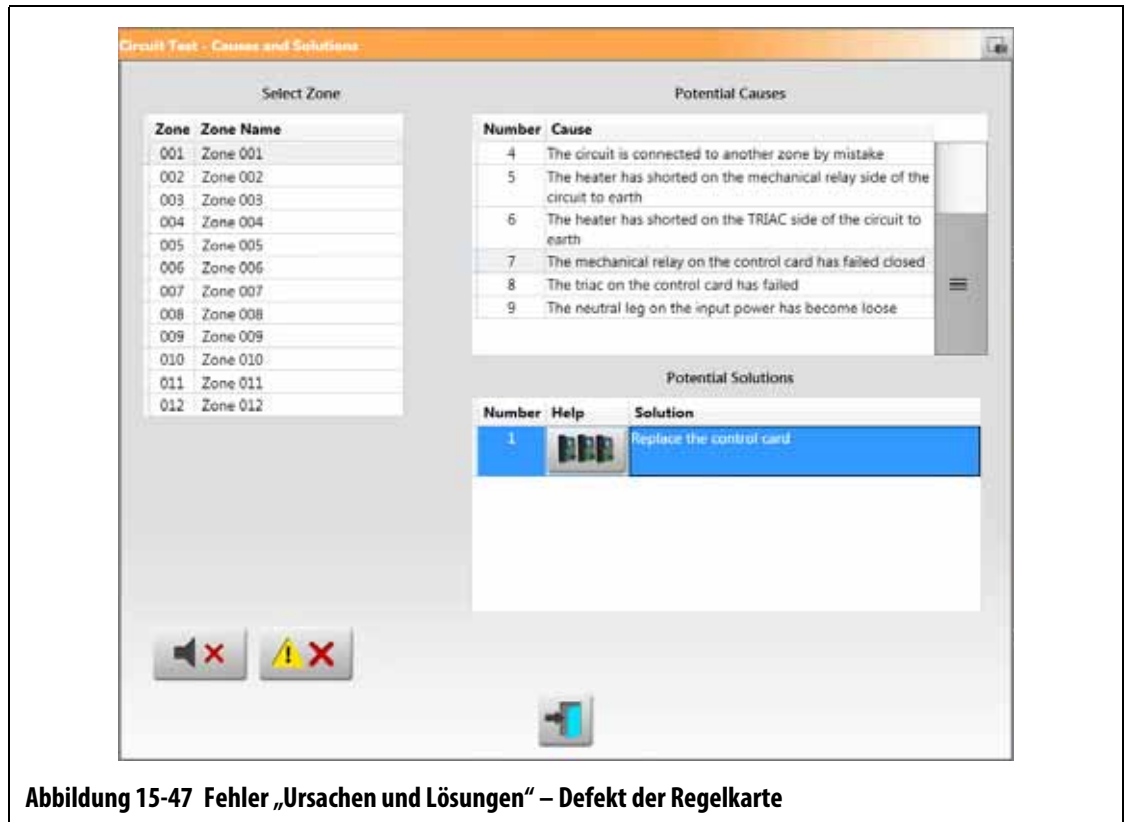 Circuit Test - Causes and Solutions
Select Zone
Zone Zone Name
001 Zone 001
002 Zone 002
003 Zone 003
004 Zone 004
005 Zone 005
006 Zone 006
007 Zone 007
008 Zone 008
009 Zone 009
010 Zone 010
011 Zone 011
012 Zone 012
Potential Causes
Number Cause
4 The circuit is connected to another zone by mistake
5 The heater has shorted on the mechanical relay side of the
circuit to earth
6 The heater has shorted on the TRIAC side of the circuit to
earth
7 The mechanical relay on the control card has failed closed
8 The triac on the control card has failed
9 The neutral leg on the input power has become loose
Potential Solutions
Number Help Solution
1 Replace the control card
Abbildung 15-47 Fehler „Ursachen und Lösungen“ – Defekt der Regelkarte